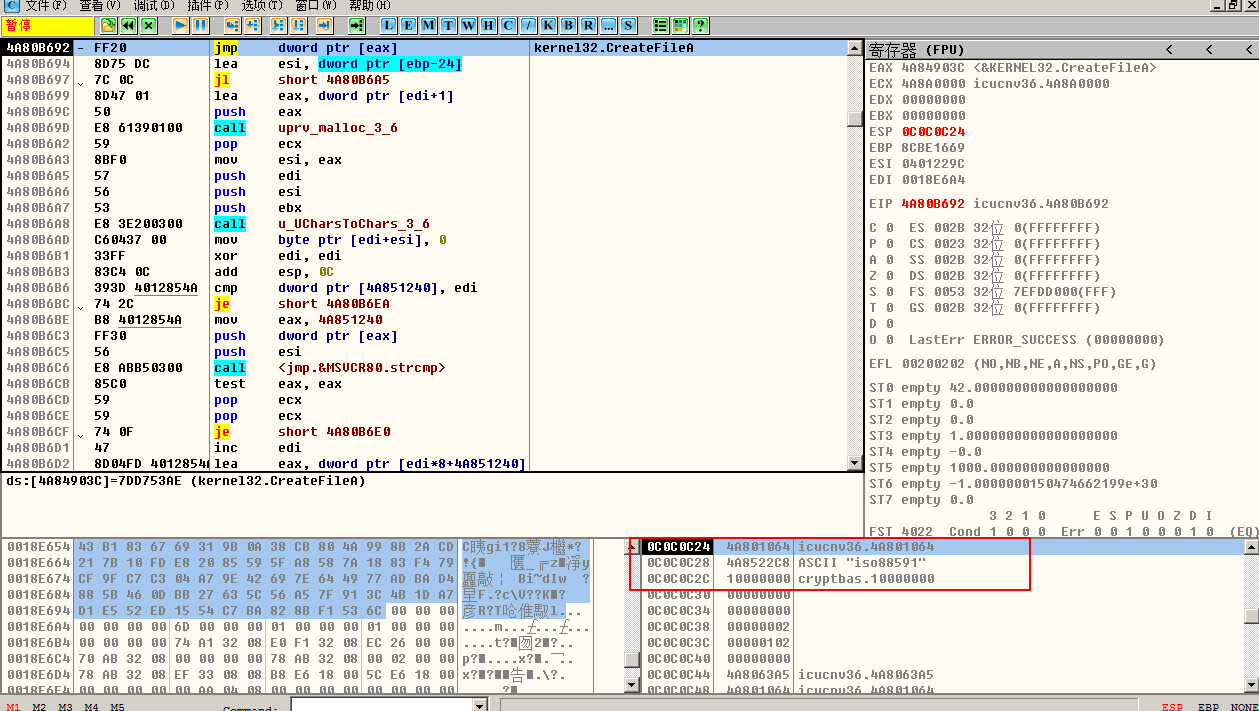 C 文件(F) 查看(V) 调试(D) 插件(P) 选项(T) 窗口(W) 帮助(H)
暂停 L E M T W H C / K B R ... S ?
4A80B692 - FF20 jmp dword ptr [eax] kernel32.CreateFileA
4A80B694 8D75 DC lea esi, dword ptr [ebp-24]
4A80B697 7C 0C jl short 4A80B6A5
4A80B699 8D47 01 lea eax, dword ptr [edi+1]
4A80B69C 50 push eax
4A80B69D E8 61390100 call uprv_malloc_3_6
4A80B6A2 59 pop ecx
4A80B6A3 8BF0 mov esi, eax
4A80B6A5 57 push edi
4A80B6A6 56 push esi
4A80B6A7 53 push ebx
4A80B6A8 E8 3E200300 call u_UCharsToChars_3_6
4A80B6AD C60437 00 mov byte ptr [edi+esi], 0
4A80B6B1 33FF xor edi, edi
4A80B6B3 83C4 0C add esp, 0C
4A80B6B6 393D 4012854A cmp dword ptr [4A851240], edi
4A80B6BC 74 2C je short 4A80B6EA
4A80B6BE B8 4012854A mov eax, 4A851240
4A80B6C3 FF30 push dword ptr [eax]
4A80B6C5 56 push esi
4A80B6C6 E8 ABB50300 call <jmp.&MSVCR80.strcmp>
4A80B6CB 85C0 test eax, eax
4A80B6CD 59 pop ecx
4A80B6CE 59 pop ecx
4A80B6CF 74 0F je short 4A80B6E0
4A80B6D1 47 inc edi
4A80B6D2 8D04FD 4012854A lea eax, dword ptr [edi*8+4A851240]
ds:[4A84903C]=7DD753AE (kernel32.CreateFileA)
寄存器 (FPU) < < <
EAX 4A84903C <&KERNEL32.CreateFileA>
ECX 4A8A0000 icucnv36.4A8A0000
EDX 00000000
EBX 00000000
ESP 0C0C0C24
EBP 8CBE1669
ESI 0401229C
EDI 0018E6A4
EIP 4A80B692 icucnv36.4A80B692
C 0 ES 002B 32位 0(FFFFFFFF)
P 0 CS 0023 32位 0(FFFFFFFF)
A 0 SS 002B 32位 0(FFFFFFFF)
Z 0 DS 002B 32位 0(FFFFFFFF)
S 0 FS 0053 32位 7EFDD000(FFF)
T 0 GS 002B 32位 0(FFFFFFFF)
D 0
O 0 LastErr ERROR_SUCCESS (00000000)
EFL 00200202 (NO,NB,NE,A,NS,PO,GE,G)
ST0 empty 42.000000000000000000
ST1 empty 0.0
ST2 empty 0.0
ST3 empty 1.0000000000000000000
ST4 empty -0.0
ST5 empty 1000.0000000000000000
ST6 empty -1.0000000150474662199e+30
ST7 empty 0.0
3 2 1 0 E S P U O Z D I
FST 4022 Cond 1 0 0 0 Err 0 0 1 0 0 0 1 0 (EQ)
0018E654 43 B1 83 67 69 31 9B 0A 38 CB 80 4A 99 8B 2A CD
0018E664 21 7B 10 FD E8 20 85 59 5F A8 58 7A 18 83 F4 79
0018E674 CF 9F C7 C3 04 A7 9E 42 69 7E 64 49 77 AD BA D4
0018E684 88 5B 46 0D BB 27 63 5C 56 A5 7F 91 3C 4B 1D A7
0018E694 D1 E5 52 ED 15 54 C7 BA 82 8B F1 53 6C 00 00 00
0018E6A4 00 00 00 00 6D 00 00 00 01 00 00 00 01 00 00 00
0018E6B4 00 00 00 00 74 A1 32 08 E0 F1 32 08 EC 26 00 00
0018E6C4 70 AB 32 08 00 00 00 00 78 AB 32 08 00 02 00 00
0018E6D4 78 AB 32 08 EF 33 08 08 B8 E6 18 00 5C E6 18 00
0018E6E4 00 00 00 00 00 AA 04 08 00 00 00 00 00 00 00 00
0C0C0C24 4A801064 icucnv36.4A801064
0C0C0C28 4A8522C8 ASCII "iso88591"
0C0C0C2C 10000000 cryptbas.10000000
0C0C0C30 00000000
0C0C0C34 00000000
0C0C0C38 00000002
0C0C0C3C 00000102
0C0C0C40 00000000
0C0C0C44 4A8063A5 icucnv36.4A8063A5
0C0C0C48 4A801064 icucnv36.4A801064
M1 M2 M3 M4 M5 Command: ESP EBP NONE